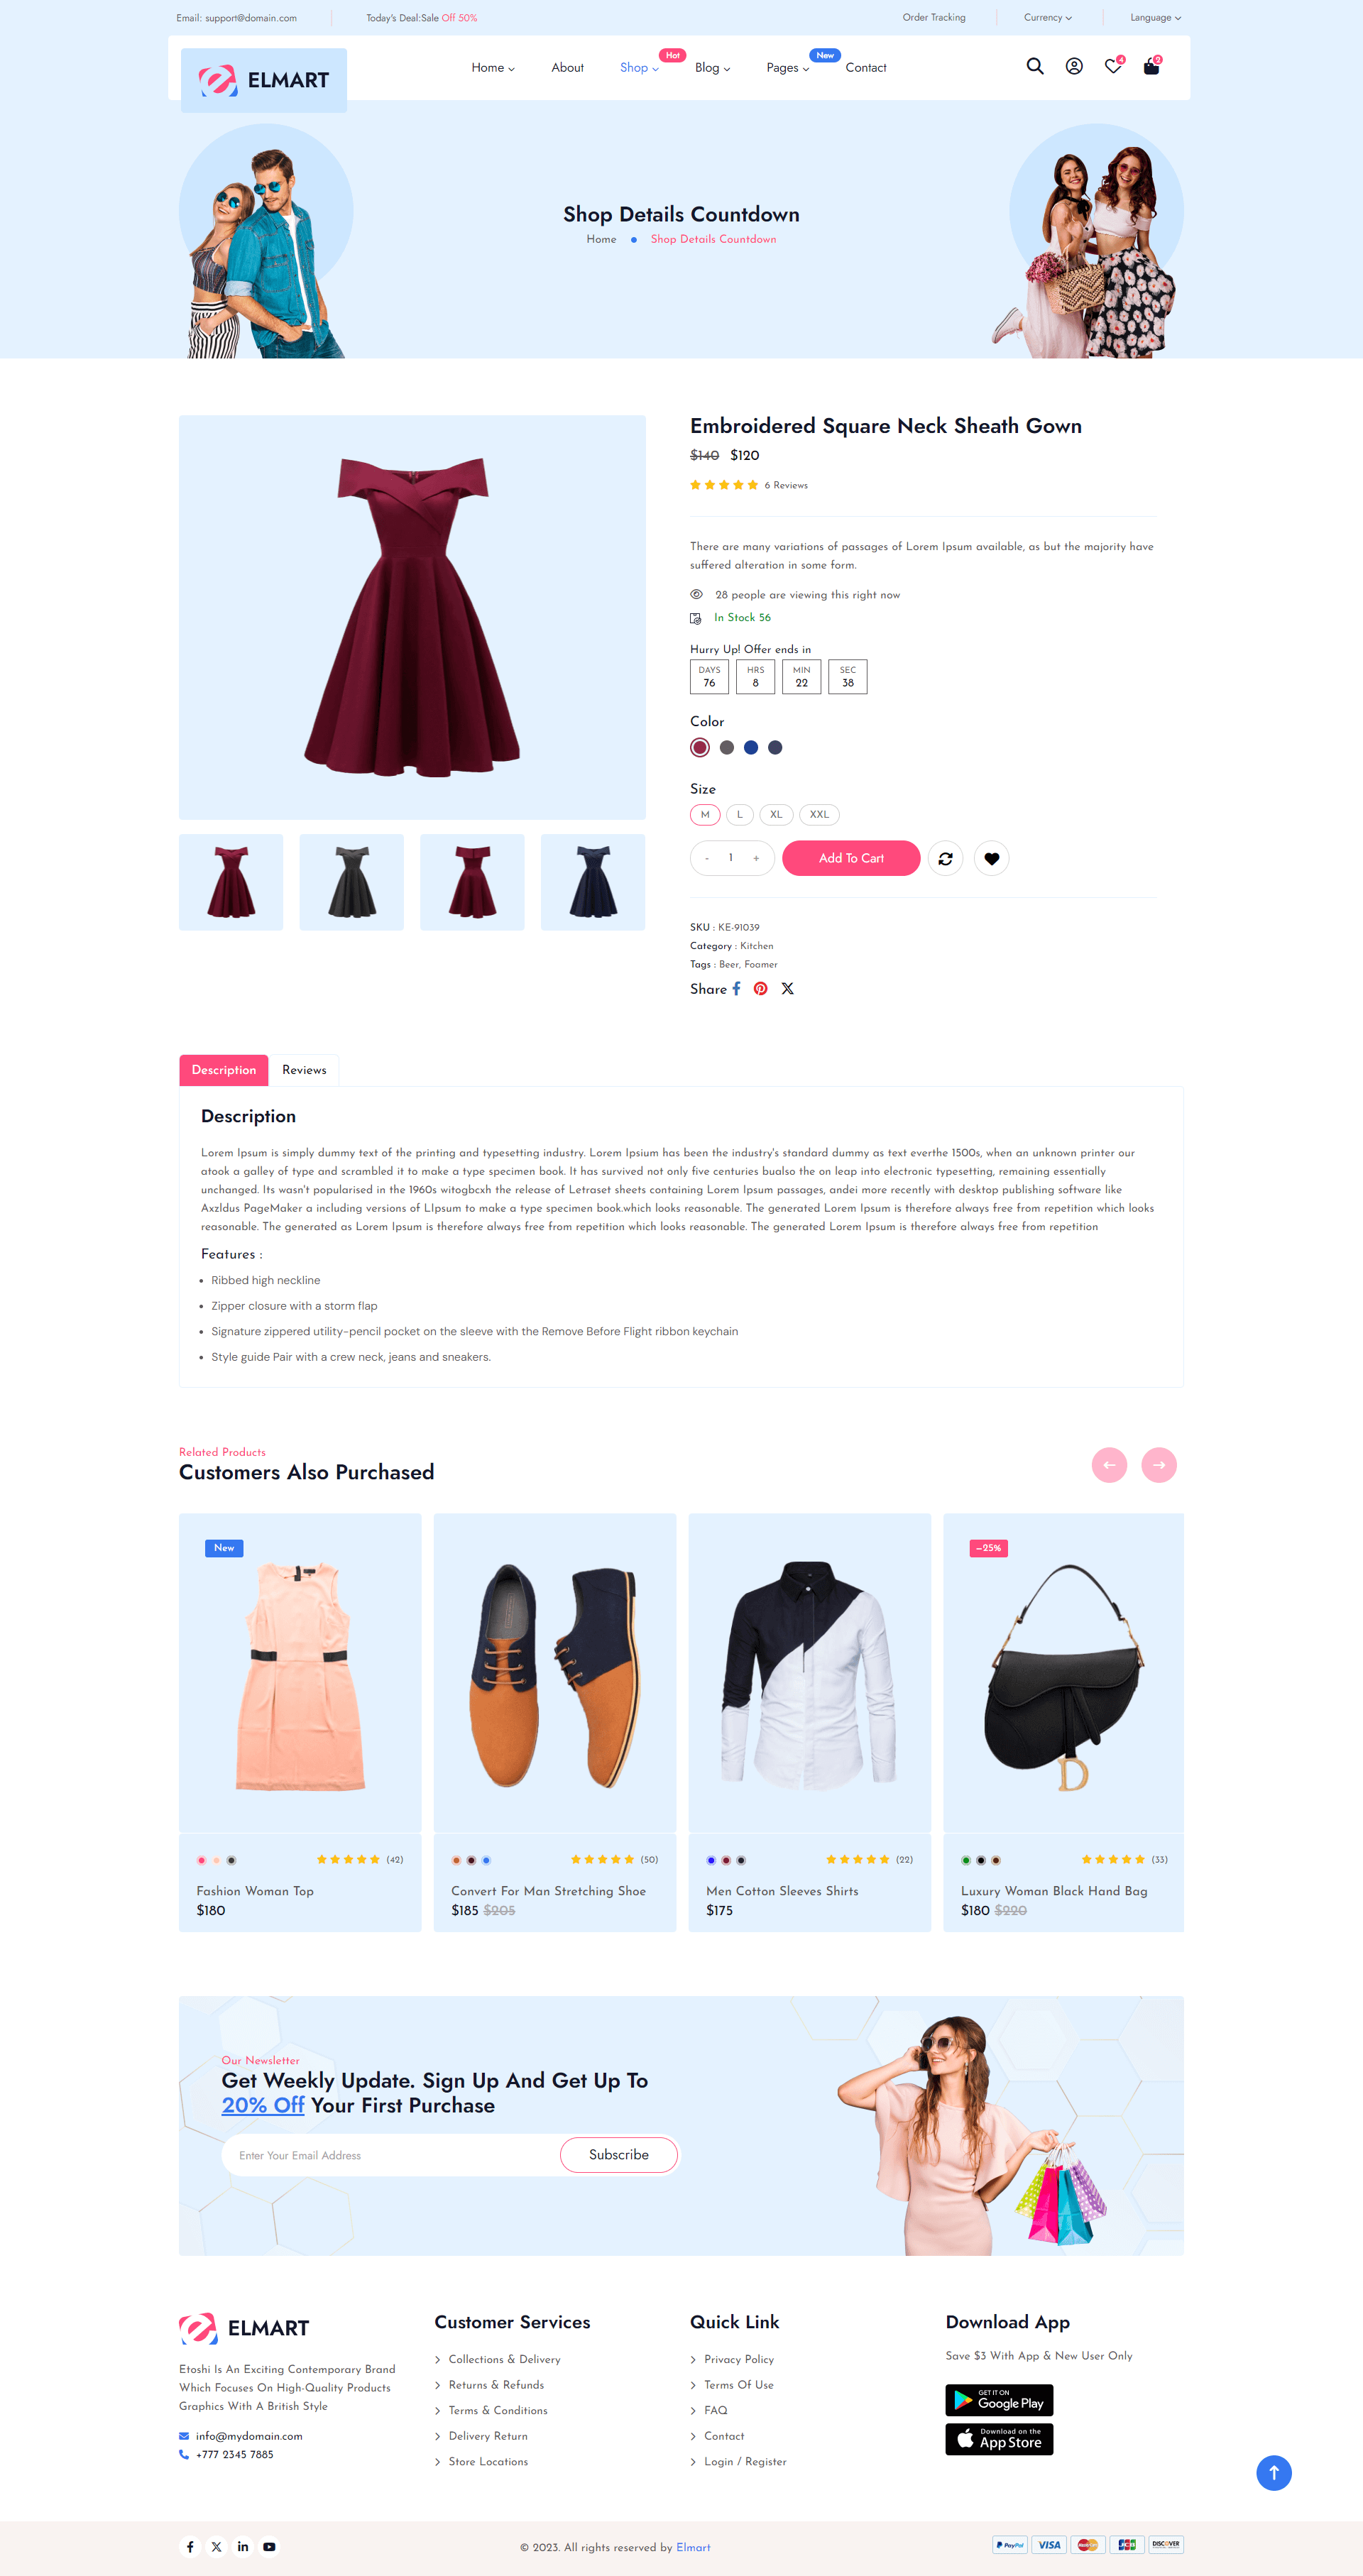 Email: support@domain.com
Today's Deal:Sale Off 50%
Order Tracking
Currency
Language
ELMART
Home
About
Shop
Hot
Blog
Pages
New
Contact
4
2
Shop Details Countdown
Home
Shop Details Countdown
Embroidered Square Neck Sheath Gown
$140 $120
6 Reviews
There are many variations of passages of Lorem Ipsum available, as but the majority have
suffered alteration in some form.
28 people are viewing this right now
In Stock 56
Hurry Up! Offer ends in
DAYS HRS MIN SEC
76 8 22 38
Color
Size
M L XL XXL
- 1 +
Add To Cart
SKU : KE-91039
Category : Kitchen
Tags : Beer, Foamer
Share
Description
Reviews
Description
Lorem Ipsum is simply dummy text of the printing and typesetting industry. Lorem Ipsium has been the industry's standard dummy as text everthe 1500s, when an unknown printer our
atook a galley of type and scrambled it to make a type specimen book. It has survived not only five centuries bualso the on leap into electronic typesetting, remaining essentially
unchanged. Its wasn't popularised in the 1960s witogbcxh the release of Letraset sheets containing Lorem Ipsum passages, andei more recently with desktop publishing software like
Axzldus PageMaker a including versions of LIpsum to make a type specimen book.which looks reasonable. The generated Lorem Ipsum is therefore always free from repetition which looks
reasonable. The generated as Lorem Ipsum is therefore always free from repetition which looks reasonable. The generated Lorem Ipsum is therefore always free from repetition
Features :
• Ribbed high neckline
• Zipper closure with a storm flap
• Signature zippered utility-pencil pocket on the sleeve with the Remove Before Flight ribbon keychain
• Style guide Pair with a crew neck, jeans and sneakers.
Related Products
Customers Also Purchased
New
(42)
Fashion Woman Top
$180
(50)
Convert For Man Stretching Shoe
$185 $205
(22)
Men Cotton Sleeves Shirts
$175
-25%
D
(33)
Luxury Woman Black Hand Bag
$180 $220
Our Newsletter
Get Weekly Update. Sign Up And Get Up To
20% Off Your First Purchase
Enter Your Email Address
Subscribe
ELMART
Etoshi Is An Exciting Contemporary Brand
Which Focuses On High-Quality Products
Graphics With A British Style
info@mydomain.com
+777 2345 7885
Customer Services
Collections & Delivery
Returns & Refunds
Terms & Conditions
Delivery Return
Store Locations
Quick Link
Privacy Policy
Terms Of Use
FAQ
Contact
Login / Register
Download App
Save $3 With App & New User Only
GET IT ON
Google Play
Download on the
App Store
© 2023. All rights reserved by Elmart
PayPal
VISA
MasterCard
JCB
DISCOVER